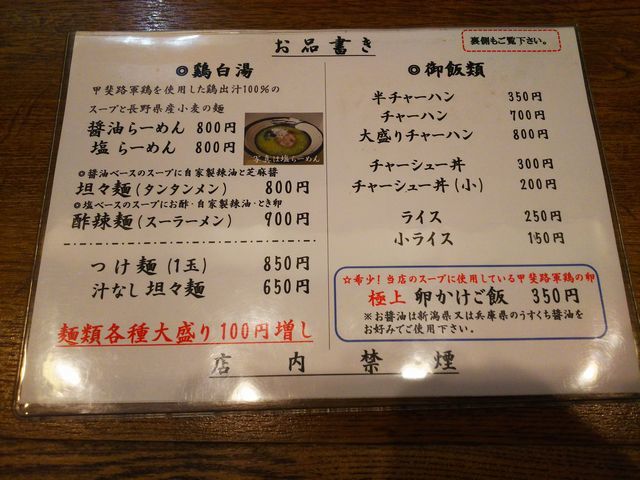 お品書き
裏側もご覧下さい。
◎鶏白湯
甲斐路軍鶏を使用した鶏出汁100%の
スープと長野県産小麦の麺
醤油らーめん 800円
塩 らーめん 800円
写真は塩らーめん
◎醤油ベースのスープに自家製辣油と芝麻醤
坦々麺(タンタンメン) 800円
◎塩ベースのスープにお酢・自家製辣油・とき卵
酢辣麺(スーラーメン) 900円
つけ麺(1玉) 850円
汁なし坦々麺 650円
麺類各種大盛り100円増し
◎御飯類
半チャーハン 350円
チャーハン 700円
大盛りチャーハン 800円
チャーシュー丼 300円
チャーシュー丼(小) 200円
ライス 250円
小ライス 150円
☆希少!当店のスープに使用している甲斐路軍鶏の卵
極上 卵かけご飯 350円
※お醤油は新潟県又は兵庫県のうすくち醤油を
お好みでご使用下さい。
店内禁煙